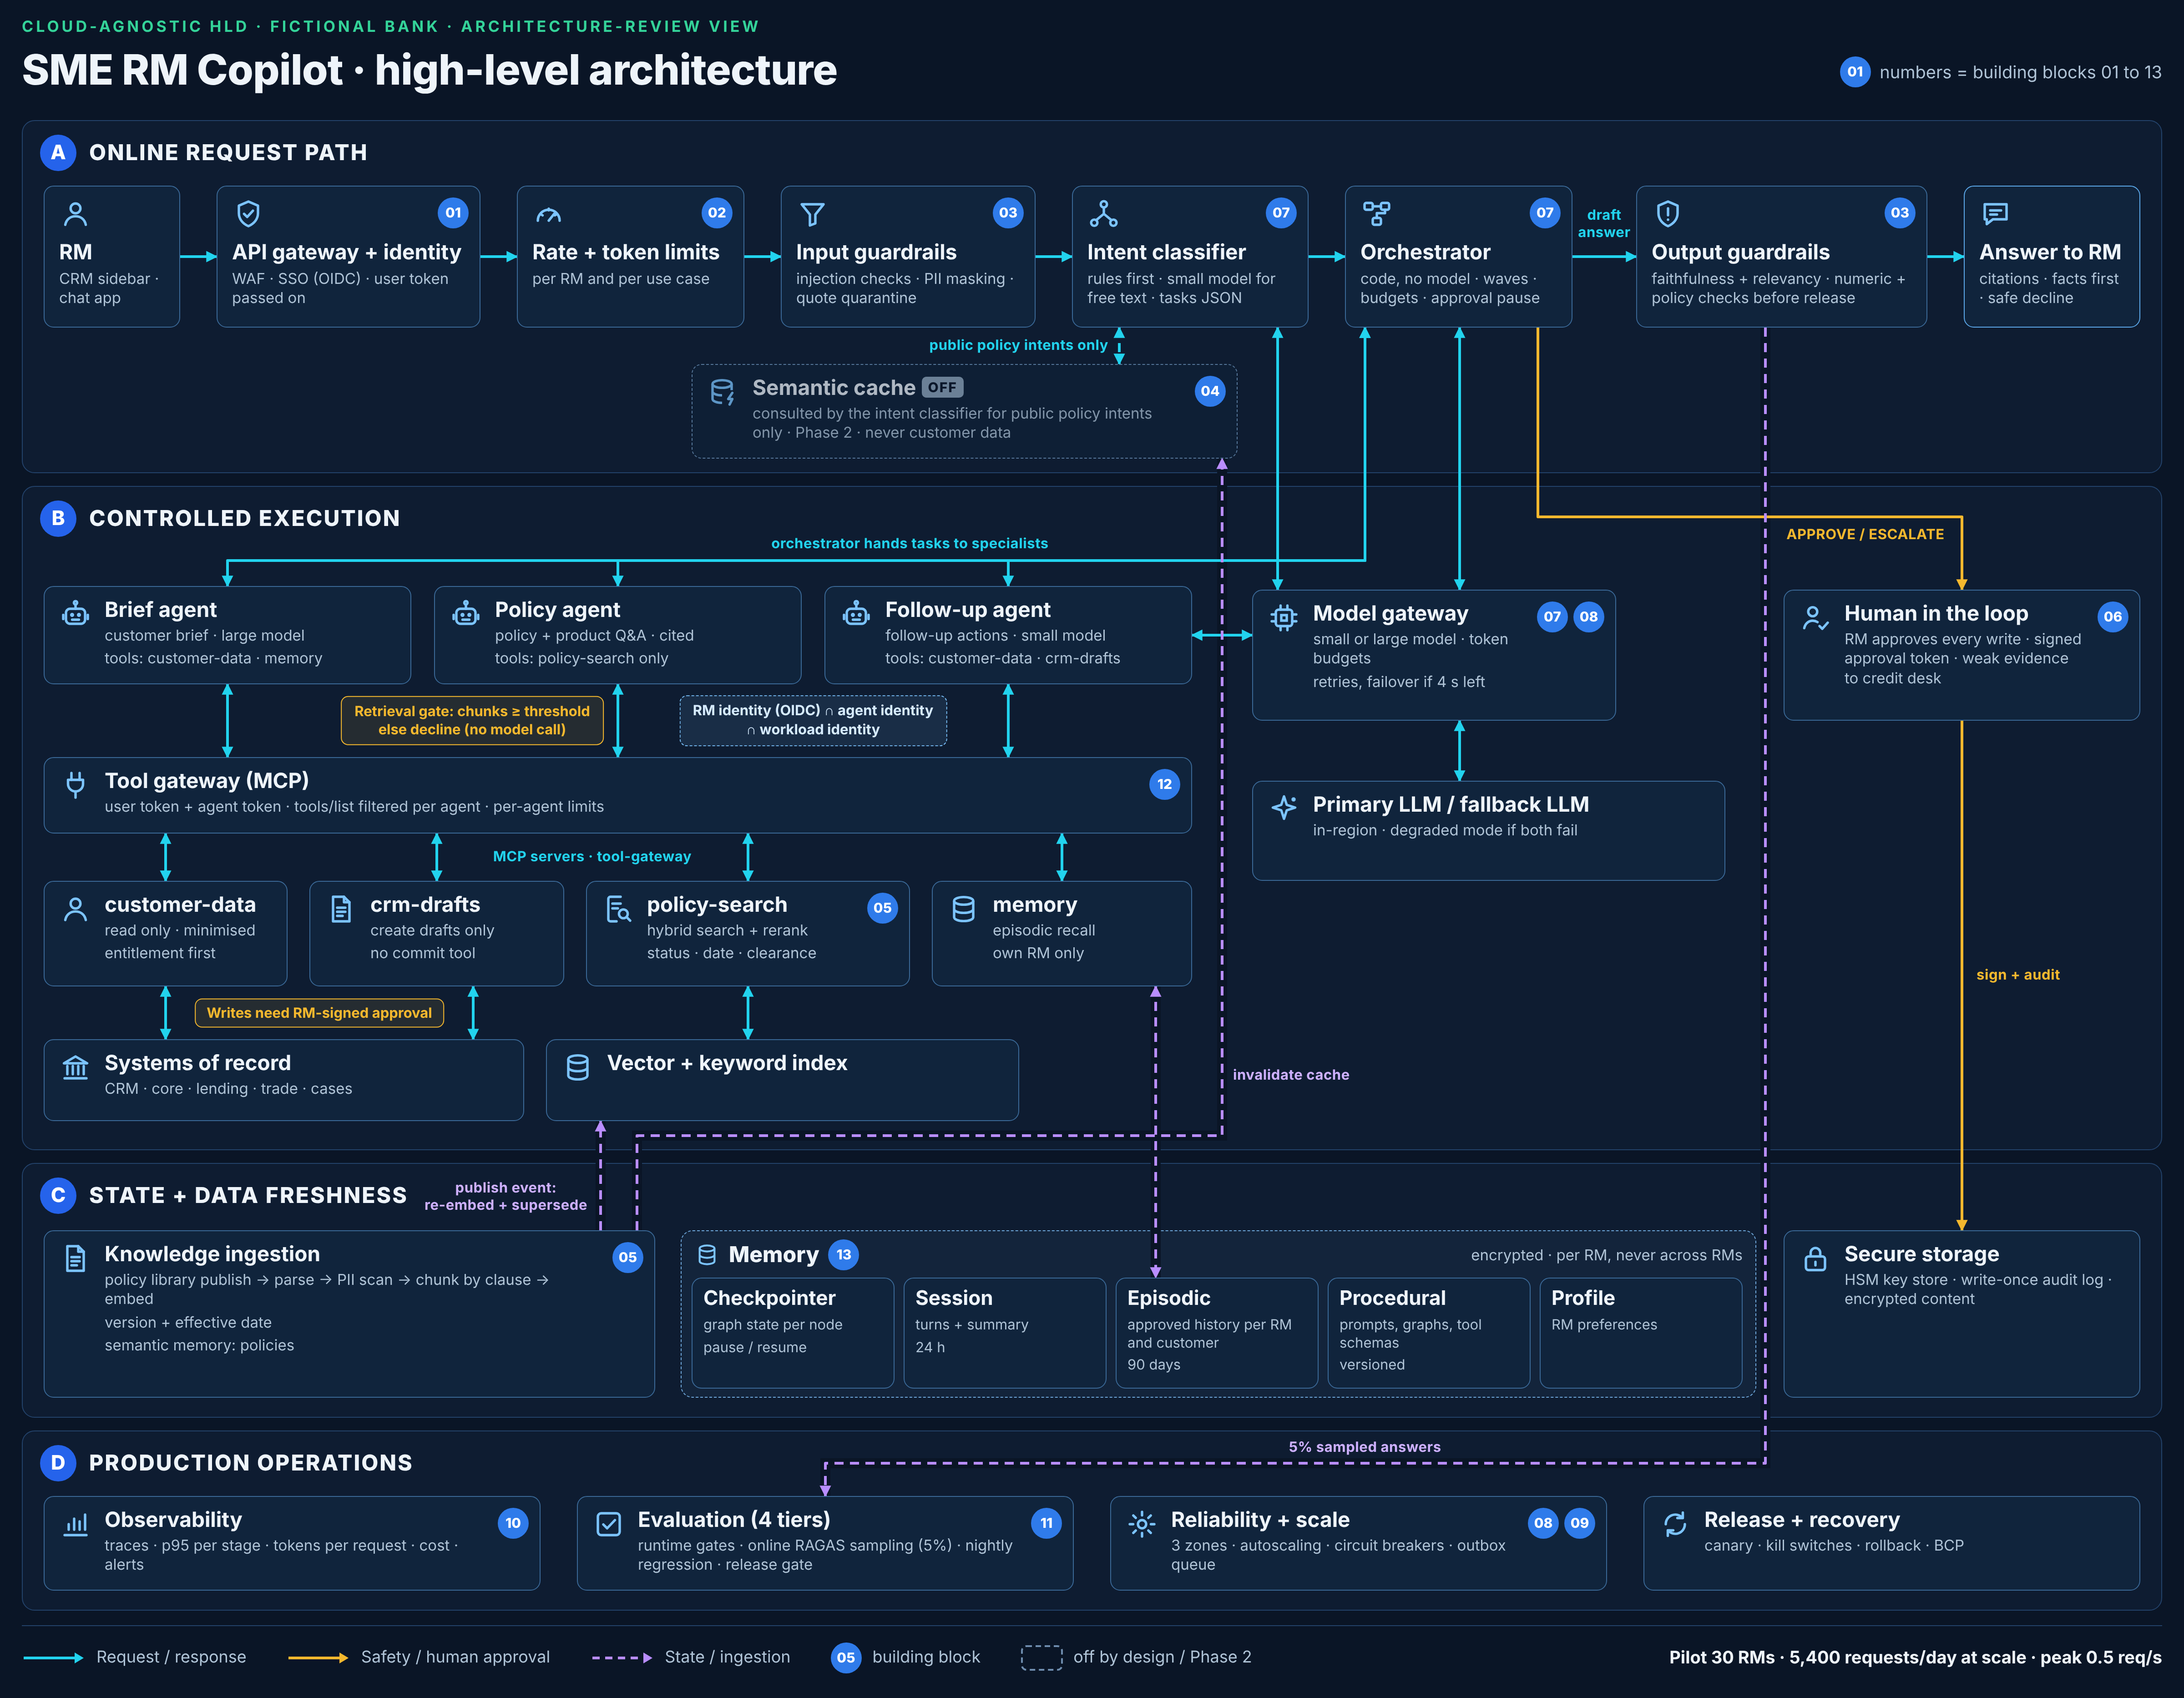 CLOUD-AGNOSTIC HLD · FICTIONAL BANK · ARCHITECTURE-REVIEW VIEW
SME RM Copilot · high-level architecture
01 numbers = building blocks 01 to 13
A ONLINE REQUEST PATH
RM
CRM sidebar ·
chat app
01
API gateway + identity
WAF · SSO (OIDC) · user token
passed on
02
Rate + token limits
per RM and per use case
03
Input guardrails
injection checks · PII masking ·
quote quarantine
07
Intent classifier
rules first · small model for
free text · tasks JSON
07
Orchestrator
code, no model · waves ·
budgets · approval pause
draft
answer
03
Output guardrails
faithfulness + relevancy · numeric +
policy checks before release
Answer to RM
citations · facts first
· safe decline
public policy intents only
Semantic cache OFF
04
consulted by the intent classifier for public policy intents
only · Phase 2 · never customer data
B CONTROLLED EXECUTION
orchestrator hands tasks to specialists
APPROVE / ESCALATE
Brief agent
customer brief · large model
tools: customer-data · memory
Policy agent
policy + product Q&A · cited
tools: policy-search only
Follow-up agent
follow-up actions · small model
tools: customer-data · crm-drafts
Model gateway
07 08
small or large model · token
budgets
retries, failover if 4 s left
Human in the loop
06
RM approves every write · signed
approval token · weak evidence
to credit desk
Retrieval gate: chunks ≥ threshold
else decline (no model call)
RM identity (OIDC) ∩ agent identity
∩ workload identity
Tool gateway (MCP)
12
user token + agent token · tools/list filtered per agent · per-agent limits
Primary LLM / fallback LLM
in-region · degraded mode if both fail
MCP servers · tool-gateway
customer-data
read only · minimised
entitlement first
crm-drafts
create drafts only
no commit tool
policy-search
05
hybrid search + rerank
status · date · clearance
memory
episodic recall
own RM only
sign + audit
Writes need RM-signed approval
Systems of record
CRM · core · lending · trade · cases
Vector + keyword index
invalidate cache
C STATE + DATA FRESHNESS
publish event:
re-embed + supersede
Knowledge ingestion
05
policy library publish → parse → PII scan → chunk by clause →
embed
version + effective date
semantic memory: policies
Memory 13
encrypted · per RM, never across RMs
Checkpointer
graph state per node
pause / resume
Session
turns + summary
24 h
Episodic
approved history per RM
and customer
90 days
Procedural
prompts, graphs, tool
schemas
versioned
Profile
RM preferences
Secure storage
HSM key store · write-once audit log ·
encrypted content
D PRODUCTION OPERATIONS
5% sampled answers
Observability
10
traces · p95 per stage · tokens per request · cost ·
alerts
Evaluation (4 tiers)
11
runtime gates · online RAGAS sampling (5%) · nightly
regression · release gate
Reliability + scale
08 09
3 zones · autoscaling · circuit breakers · outbox
queue
Release + recovery
canary · kill switches · rollback · BCP
Request / response
Safety / human approval
State / ingestion
05 building block
off by design / Phase 2
Pilot 30 RMs · 5,400 requests/day at scale · peak 0.5 req/s